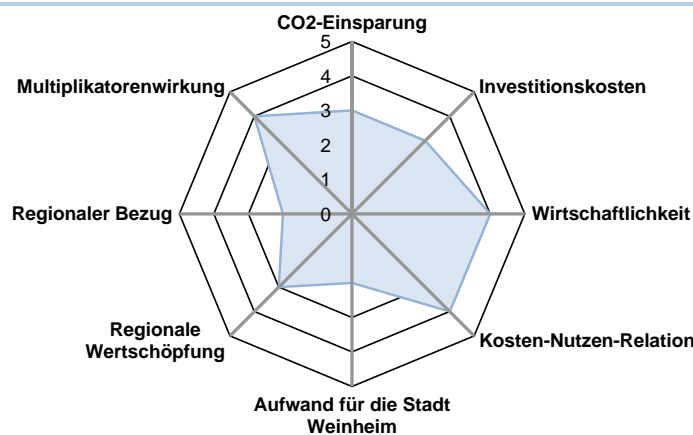 CO2-Einsparung
5
4
3
2
1
0
Investitionskosten
Wirtschaftlichkeit
Kosten-Nutzen-Relation
Aufwand für die Stadt
Weinheim
Regionale
Wertschöpfung
Regionaler Bezug
Multiplikatorenwirkung